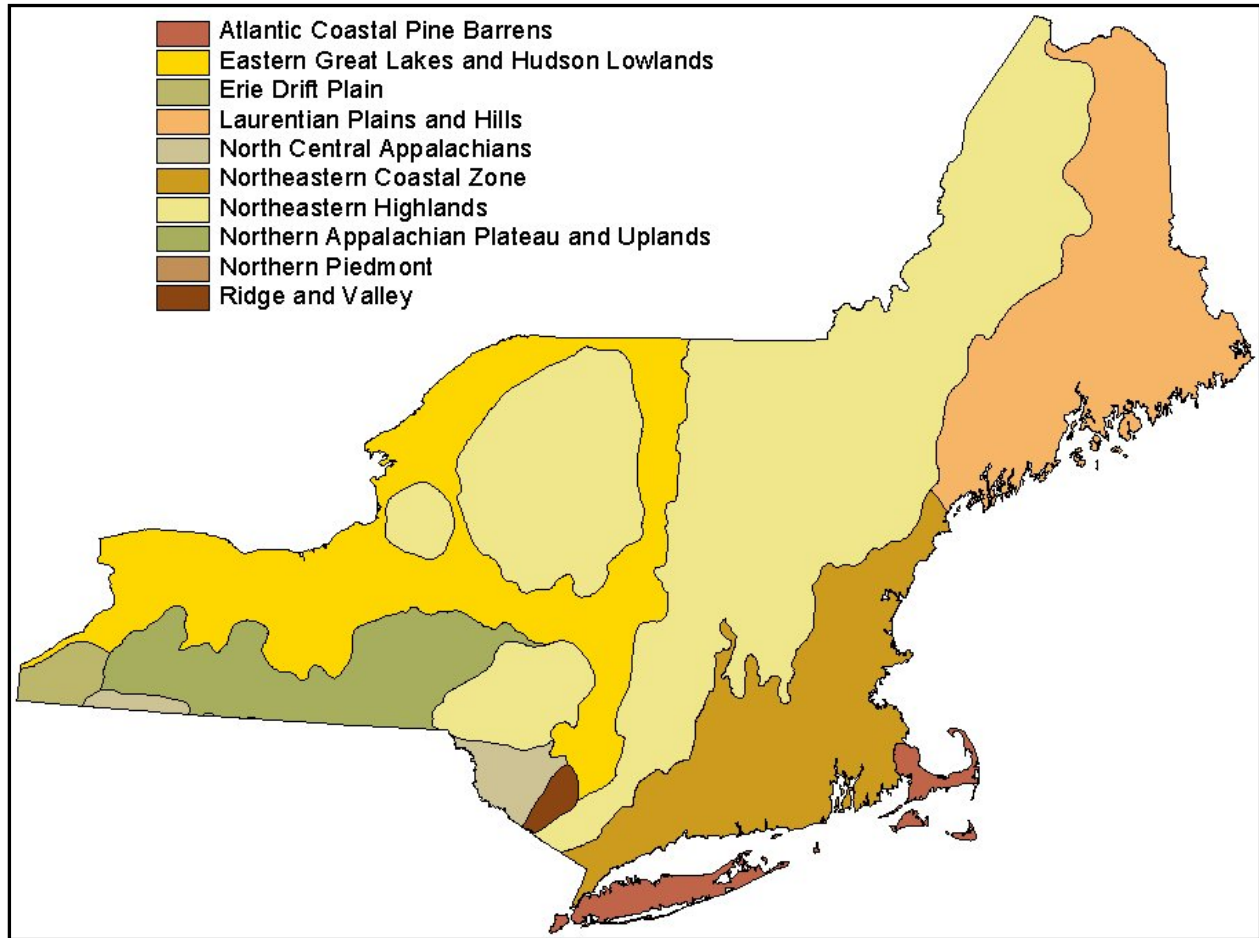 Atlantic Coastal Pine Barrens
Eastern Great Lakes and Hudson Lowlands
Erie Drift Plain
Laurentian Plains and Hills
North Central Appalachians
Northeastern Coastal Zone
Northeastern Highlands
Northern Appalachian Plateau and Uplands
Northern Piedmont
Ridge and Valley